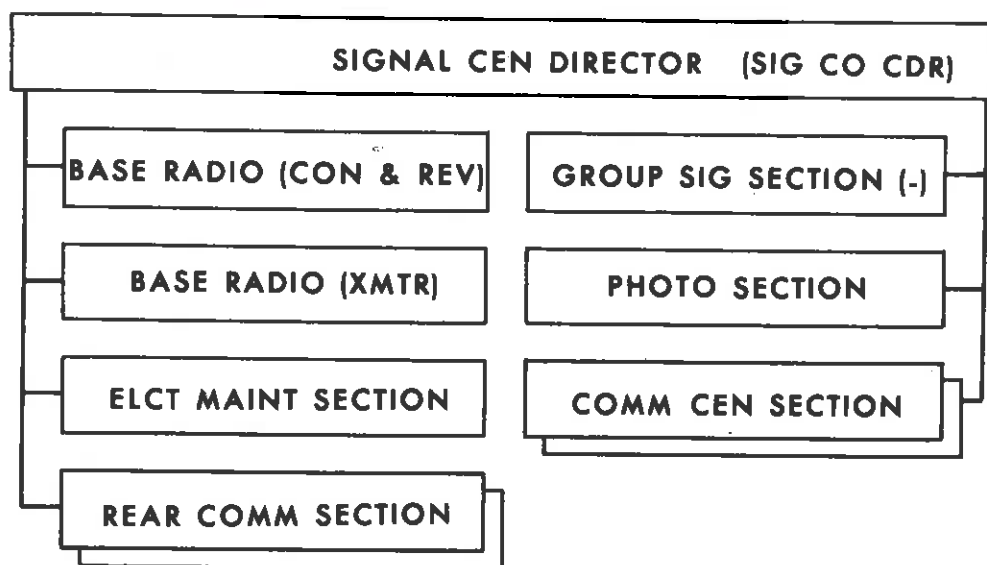 SIGNAL CEN DIRECTOR (SIG CO CDR)
BASE RADIO (CON & REV)
BASE RADIO (XMTR)
ELCT MAINT SECTION
REAR COMM SECTION
GROUP SIG SECTION (-)
PHOTO SECTION
COMM CEN SECTION